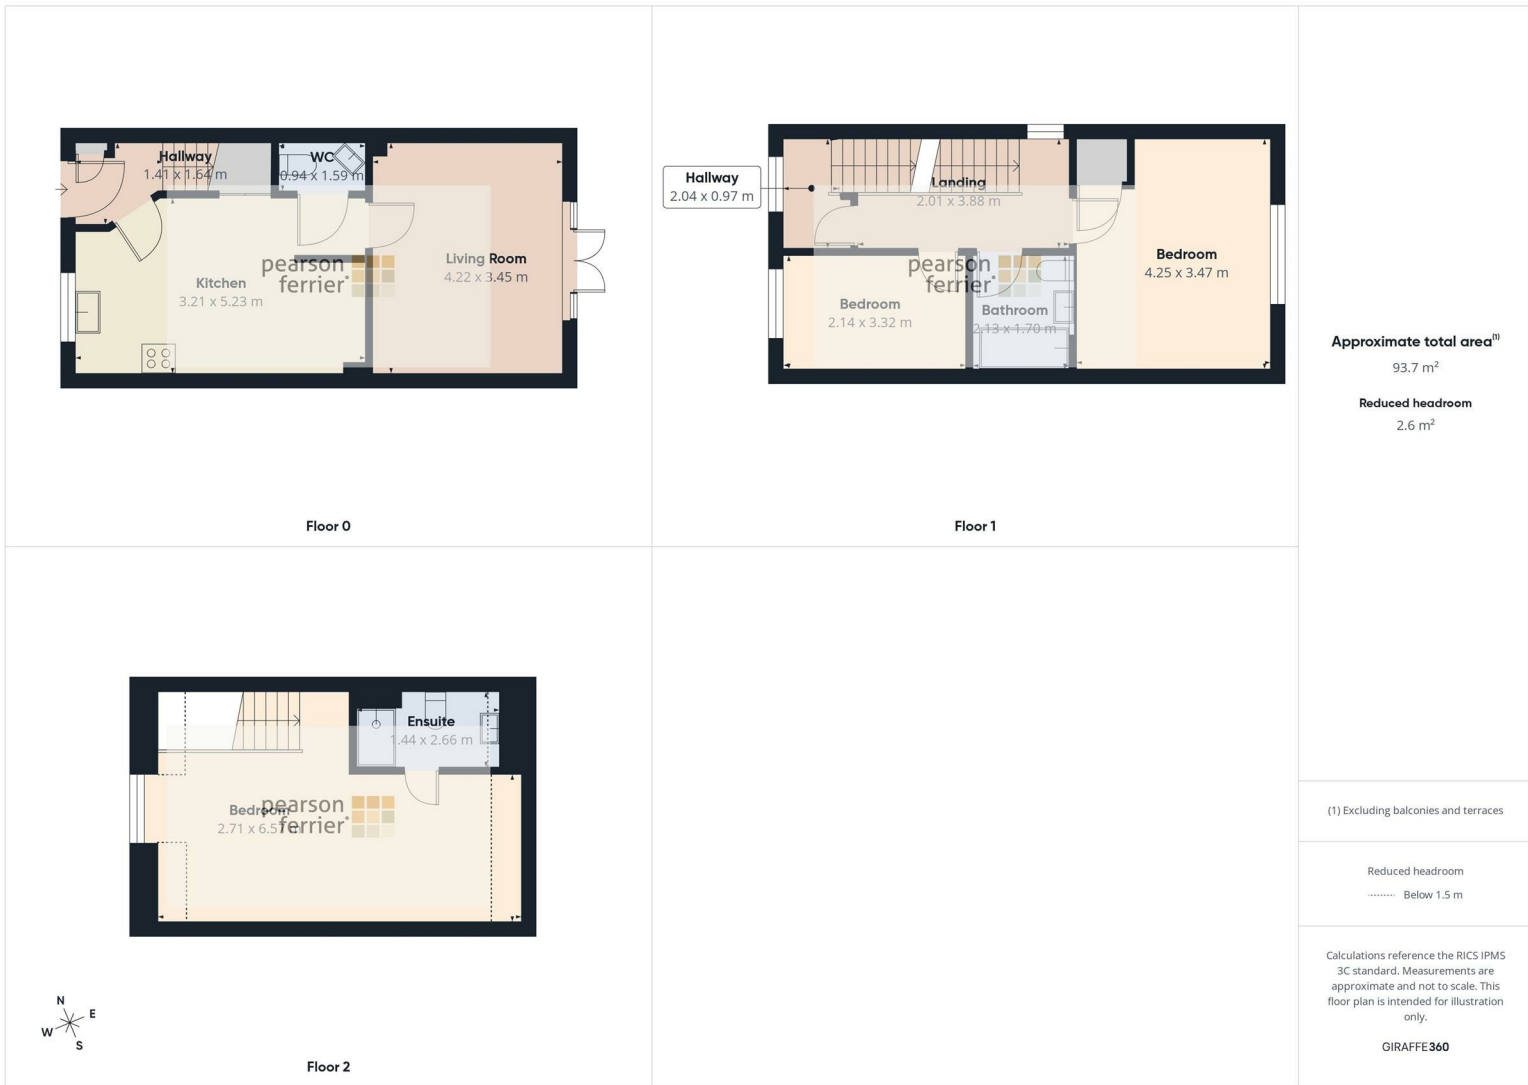 Hallway
1.41 x 1.64 m
WC
0.94 x 1.59 m
Kitchen
3.21 x 5.23 m
Living Room
4.22 x 3.45 m
pearson
ferrier
Floor 0
Hallway
2.04 x 0.97 m
Landing
2.01 x 3.88 m
Bedroom
4.25 x 3.47 m
Bedroom
2.14 x 3.32 m
Bathroom
2.13 x 1.70 m
pearson
ferrier
Floor 1
Ensuite
1.44 x 2.66 m
Bedroom
2.71 x 6.57 m
pearson
ferrier
N
E
W
S
Floor 2
Approximate total area(1)
93.7 m²
Reduced headroom
2.6 m²
(1) Excluding balconies and terraces
Reduced headroom
Below 1.5 m
Calculations reference the RICS IPMS
3C standard. Measurements are
approximate and not to scale. This
floor plan is intended for illustration
only.
GIRAFFE360